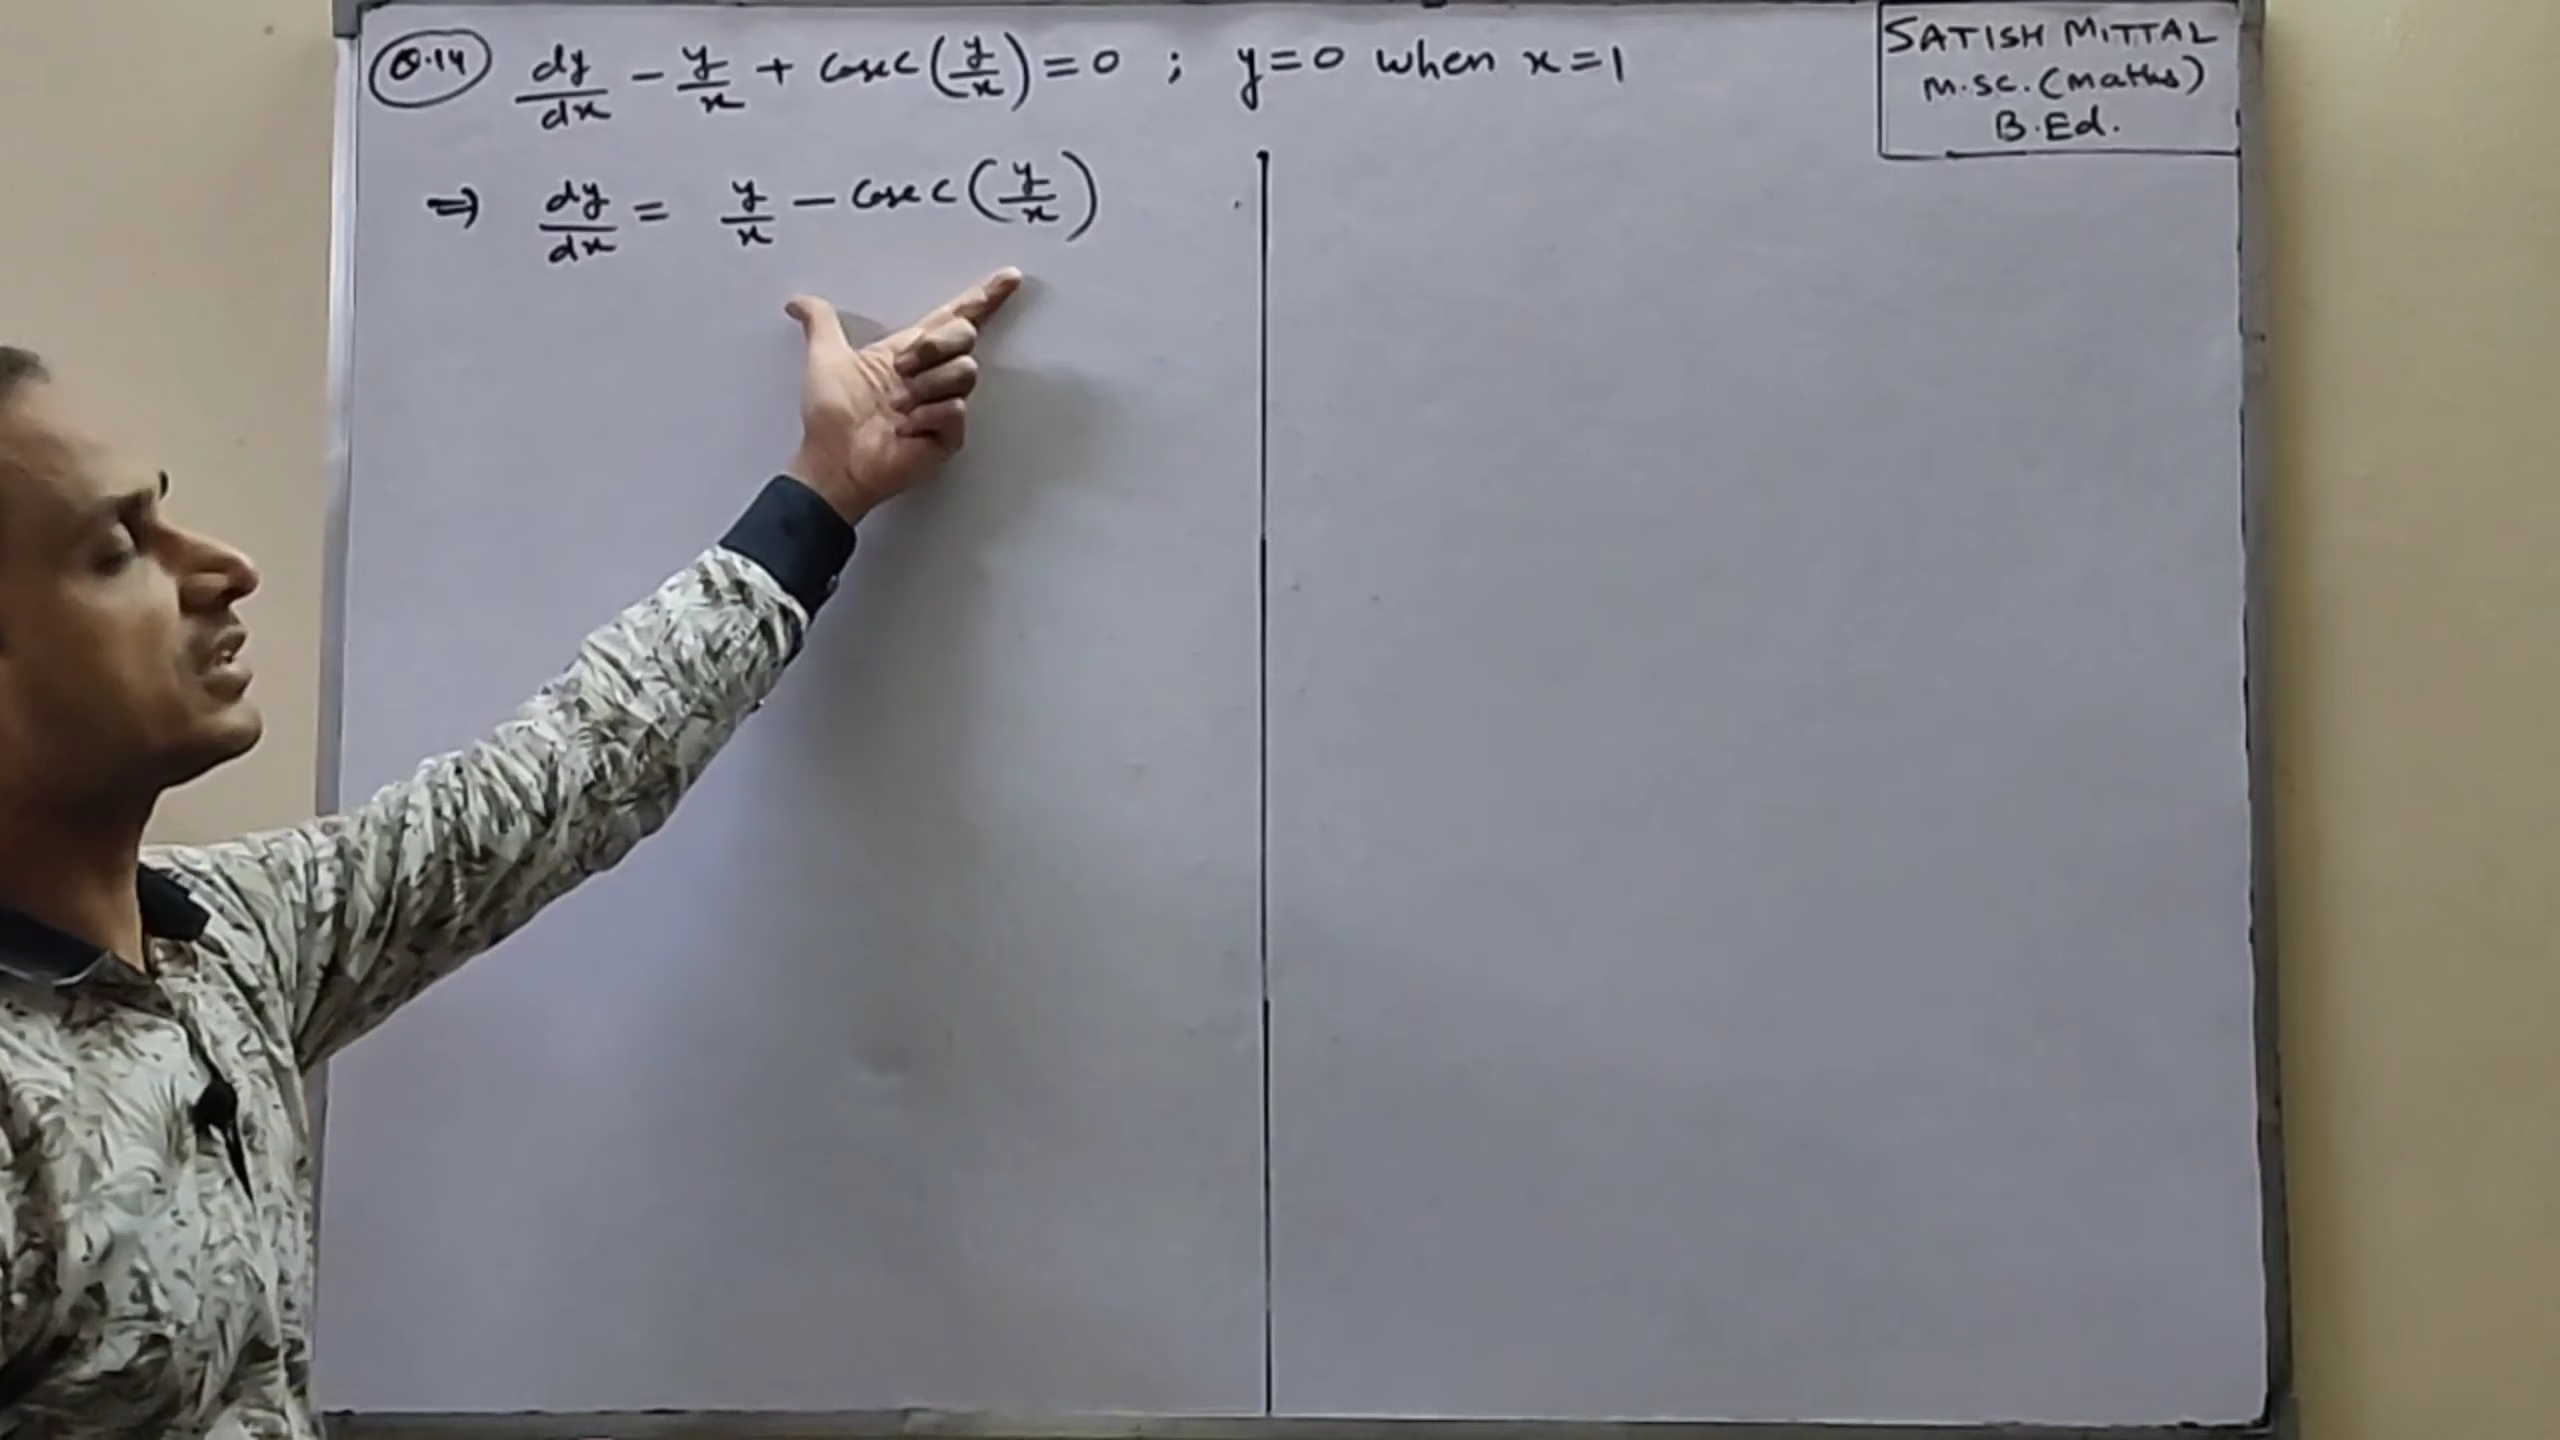 Q.14 dy/dx - y/x + cosec(y/x) = 0 ; y=0 when x=1
⇒ dy/dx = y/x - cosec(y/x)
SATISH MITTAL
M.SC. (Maths)
B.Ed.